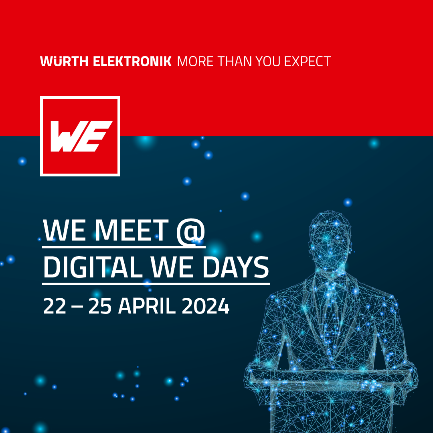 WÜRTH ELEKTRONIK MORE THAN YOU EXPECT
WE
WE MEET @
DIGITAL WE DAYS
22 – 25 APRIL 2024